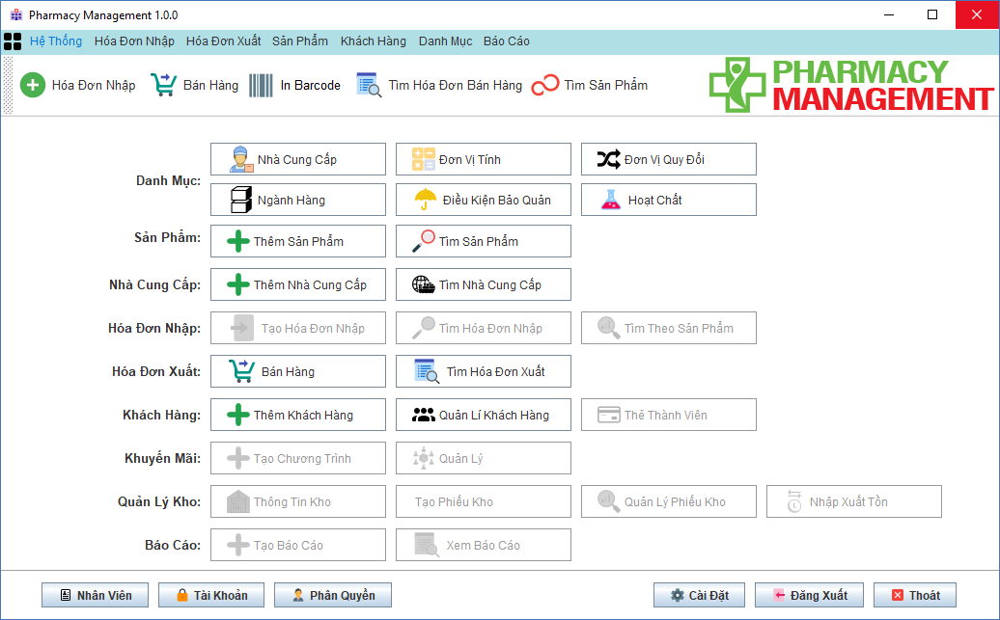 Pharmacy Management 1.0.0
Hệ Thống Hóa Đơn Nhập Hóa Đơn Xuất Sản Phẩm Khách Hàng Danh Mục Báo Cáo
Hóa Đơn Nhập Bán Hàng In Barcode Tìm Hóa Đơn Bán Hàng Tìm Sản Phẩm
PHARMACY
MANAGEMENT
Danh Mục:
Nhà Cung Cấp Đơn Vị Tính Đơn Vị Quy Đổi
Ngành Hàng Điều Kiện Bảo Quản Hoạt Chất
Sản Phẩm: Thêm Sản Phẩm Tìm Sản Phẩm
Nhà Cung Cấp: Thêm Nhà Cung Cấp Tìm Nhà Cung Cấp
Hóa Đơn Nhập: Tạo Hóa Đơn Nhập Tìm Hóa Đơn Nhập Tìm Theo Sản Phẩm
Hóa Đơn Xuất: Bán Hàng Tìm Hóa Đơn Xuất
Khách Hàng: Thêm Khách Hàng Quản Lí Khách Hàng Thẻ Thành Viên
Khuyến Mãi: Tạo Chương Trình Quản Lý
Quản Lý Kho: Thông Tin Kho Tạo Phiếu Kho Quản Lý Phiếu Kho Nhập Xuất Tồn
Báo Cáo: Tạo Báo Cáo Xem Báo Cáo
Nhân Viên Tài Khoản Phân Quyền Cài Đặt Đăng Xuất Thoát